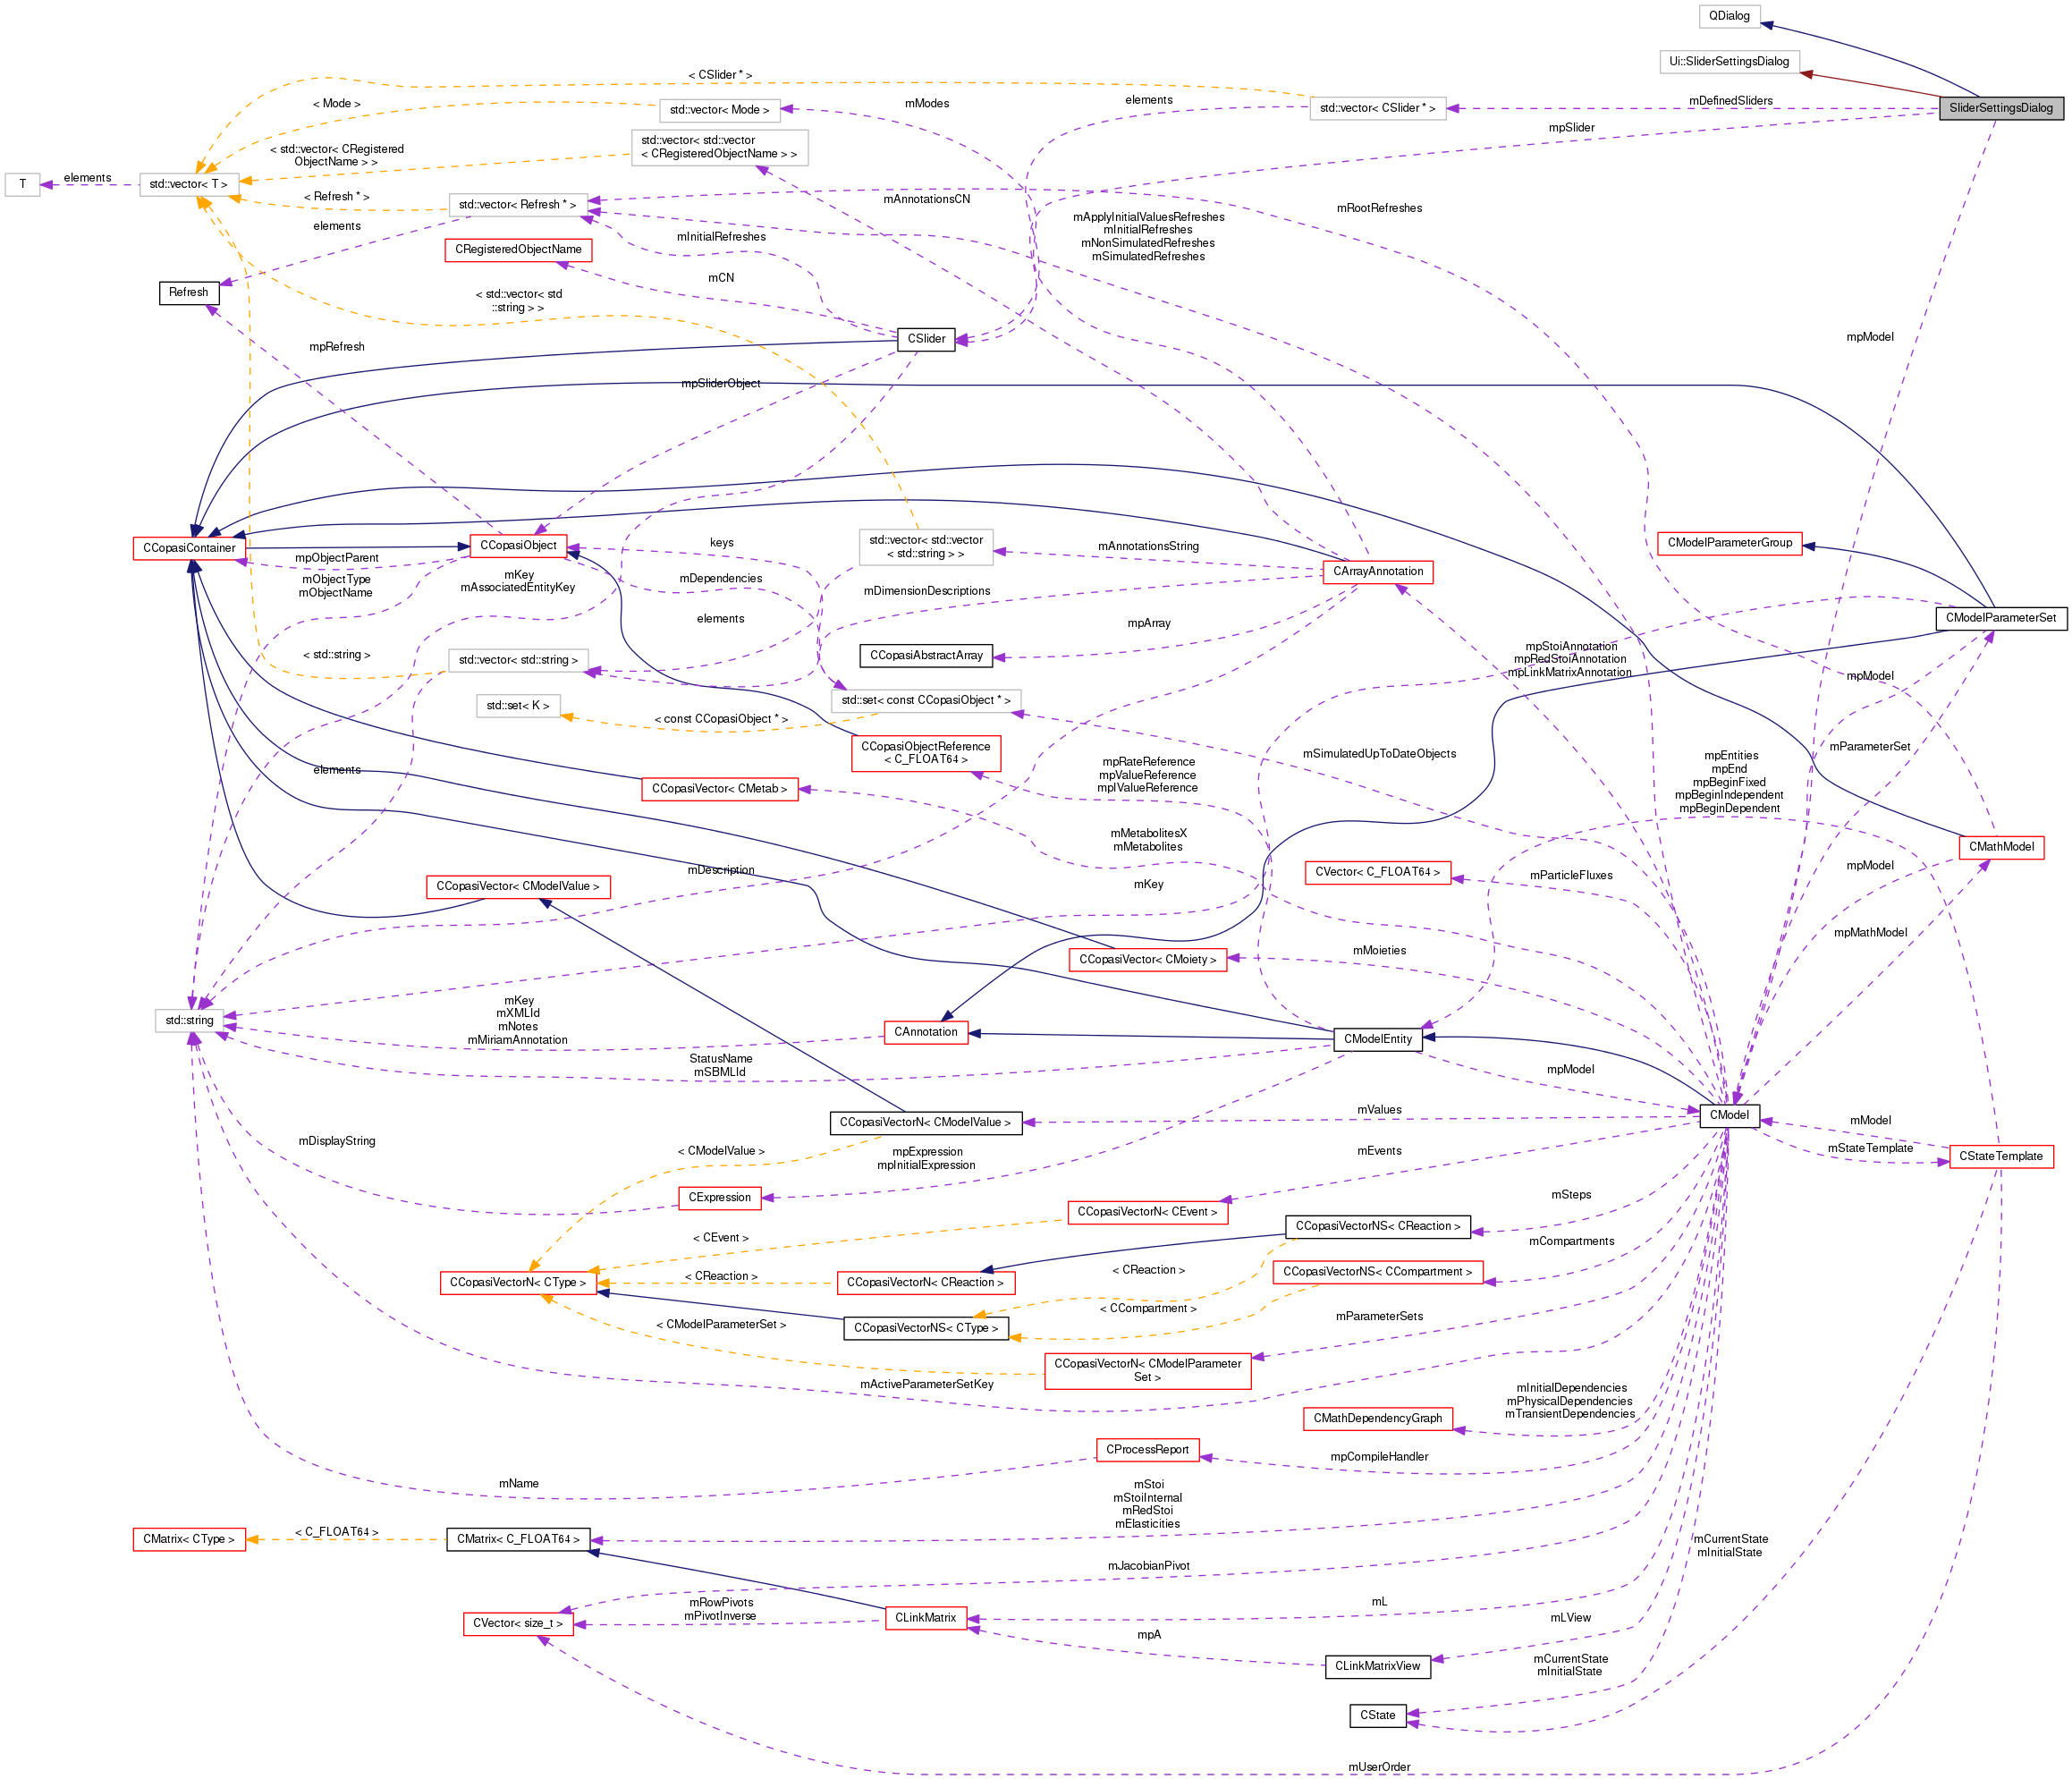 QDialog
Ui::SliderSettingsDialog
SliderSettingsDialog
< CSlider * >
< Mode >
std::vector< Mode >
mModes
elements
std::vector< CSlider * >
mDefinedSliders
mpSlider
< std::vector< CRegistered
ObjectName > >
std::vector< std::vector
< CRegisteredObjectName > >
T
elements
std::vector< T >
< Refresh * >
std::vector< Refresh * >
mAnnotationsCN
mRootRefreshes
elements
CRegisteredObjectName
mInitialRefreshes
mApplyInitialValuesRefreshes
mInitialRefreshes
mNonSimulatedRefreshes
mSimulatedRefreshes
Refresh
mCN
< std::vector< std
::string > >
mpRefresh
CSlider
mpModel
mpSliderObject
CCopasiContainer
mpObjectParent
CCopasiObject
keys
std::vector< std::vector
< std::string > >
mAnnotationsString
CArrayAnnotation
CModelParameterGroup
mObjectType
mObjectName
mKey
mAssociatedEntityKey
mDependencies
mDimensionDescriptions
elements
mpArray
CModelParameterSet
< std::string >
std::vector< std::string >
CCopasiAbstractArray
mpStoiAnnotation
mpRedStoiAnnotation
mpLinkMatrixAnnotation
mpModel
std::set< K >
< const CCopasiObject * >
std::set< const CCopasiObject * >
CCopasiObjectReference
< C_FLOAT64 >
mpRateReference
mpValueReference
mpIValueReference
mSimulatedUpToDateObjects
mpEntities
mpEnd
mpBeginFixed
mpBeginIndependent
mpBeginDependent
mParameterSet
elements
CCopasiVector< CMetab >
mMetabolitesX
mMetabolites
CMathModel
mDescription
mKey
CVector< C_FLOAT64 >
mParticleFluxes
mpModel
CCopasiVector< CModelValue >
CCopasiVector< CMoiety >
mMoieties
mpMathModel
std::string
mKey
mXMLId
mNotes
mMiriamAnnotation
CAnnotation
CModelEntity
StatusName
mSBMLId
mpModel
CCopasiVectorN< CModelValue >
mValues
CModel
mModel
mStateTemplate
CStateTemplate
mDisplayString
< CModelValue >
mpExpression
mpInitialExpression
mEvents
CExpression
CCopasiVectorN< CEvent >
CCopasiVectorNS< CReaction >
mSteps
< CEvent >
mCompartments
CCopasiVectorN< CType >
< CReaction >
CCopasiVectorN< CReaction >
< CReaction >
CCopasiVectorNS< CCompartment >
< CCompartment >
< CModelParameterSet >
CCopasiVectorNS< CType >
mParameterSets
CCopasiVectorN< CModelParameter
Set >
mActiveParameterSetKey
CMathDependencyGraph
mInitialDependencies
mPhysicalDependencies
mTransientDependencies
CProcessReport
mpCompileHandler
mName
mStoi
mStoiInternal
mRedStoi
mElasticities
CMatrix< CType >
< C_FLOAT64 >
CMatrix< C_FLOAT64 >
mJacobianPivot
mCurrentState
mInitialState
CVector< size_t >
mRowPivots
mPivotInverse
CLinkMatrix
mL
mLView
mpA
CLinkMatrixView
mCurrentState
mInitialState
CState
mUserOrder